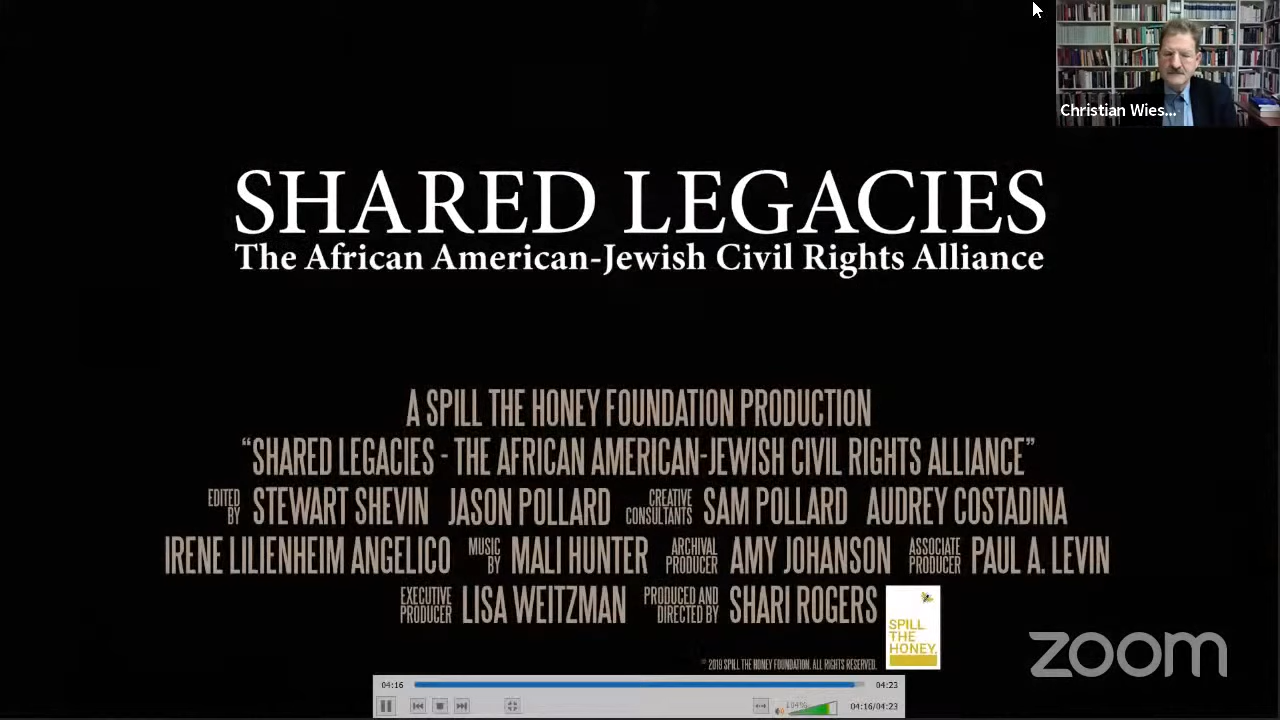 Christian Wies...
SHARED LEGACIES
The African American-Jewish Civil Rights Alliance
A SPILL THE HONEY FOUNDATION PRODUCTION
“SHARED LEGACIES - THE AFRICAN AMERICAN-JEWISH CIVIL RIGHTS ALLIANCE”
EDITED BY STEWART SHEVIN JASON POLLARD CREATIVE CONSULTANTS SAM POLLARD AUDREY COSTADINA
IRENE LILIENHEIM ANGELICO MUSIC BY MALI HUNTER ARCHIVAL PRODUCER AMY JOHANSON ASSOCIATE PRODUCER PAUL A. LEVIN
EXECUTIVE PRODUCER LISA WEITZMAN PRODUCED AND DIRECTED BY SHARI ROGERS
SPILL
THE
HONEY.
© 2019 SPILL THE HONEY FOUNDATION. ALL RIGHTS RESERVED.
zoom
04:16 04:23
104% 04:16/04:23